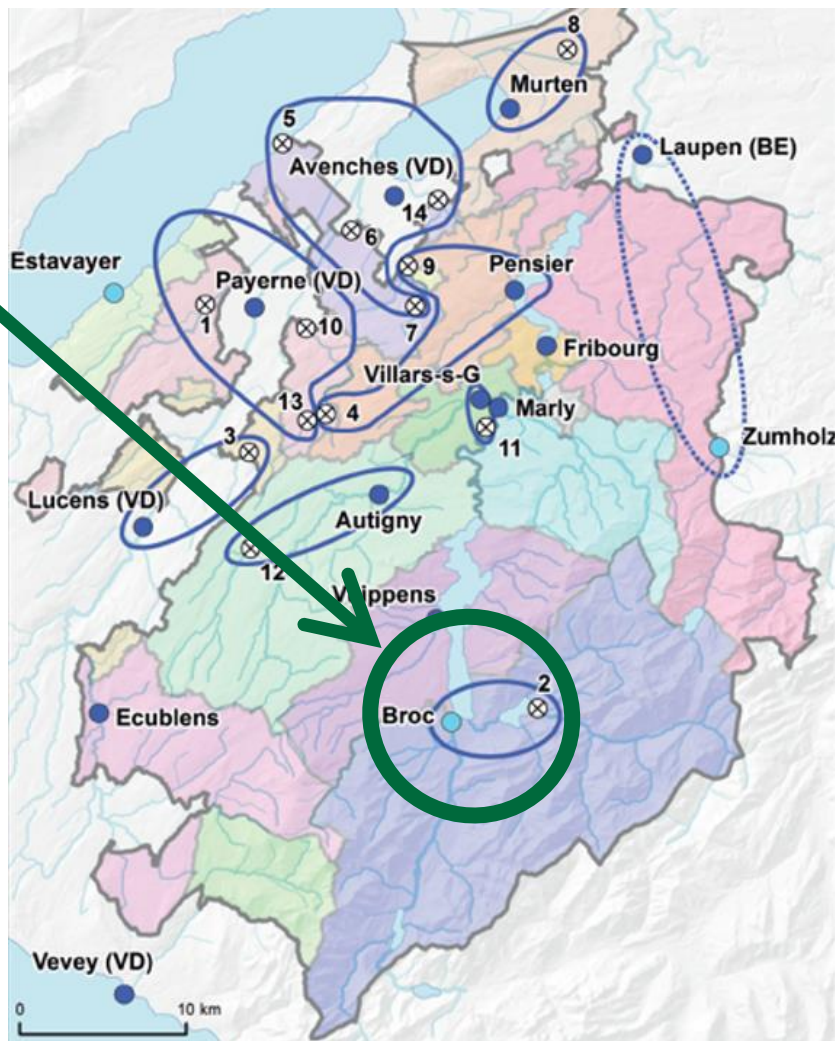 8
Murten
5
Laupen (BE)
Avenches (VD)
14
6
Estavayer
9
Payerne (VD)
Pensier
1
10
7
Fribourg
Villars-s-G
13
4
Marly
3
11
Zumholz
Lucens (VD)
Autigny
12
Vuippens
2
Broc
Ecublens
Vevey (VD)
0
10 km